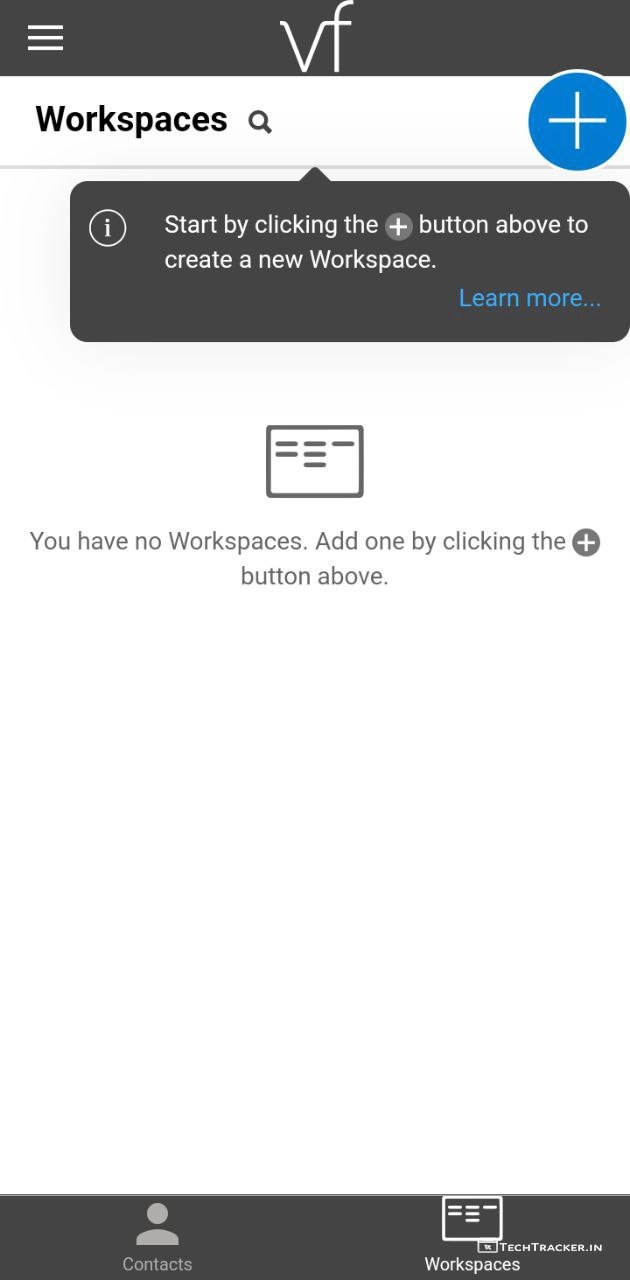 vf
Workspaces
Start by clicking the + button above to
create a new Workspace.
Learn more...
You have no Workspaces. Add one by clicking the +
button above.
Contacts
Workspaces
TECHTRACKER.IN